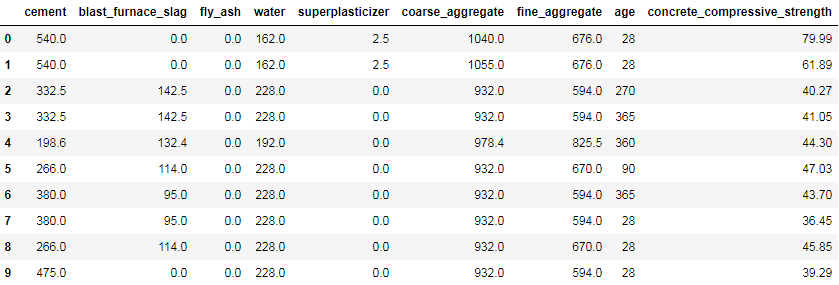 cement blast_furnace_slag fly_ash water superplasticizer coarse_aggregate fine_aggregate age concrete_compressive_strength
0 540.0 0.0 0.0 162.0 2.5 1040.0 676.0 28 79.99
1 540.0 0.0 0.0 162.0 2.5 1055.0 676.0 28 61.89
2 332.5 142.5 0.0 228.0 0.0 932.0 594.0 270 40.27
3 332.5 142.5 0.0 228.0 0.0 932.0 594.0 365 41.05
4 198.6 132.4 0.0 192.0 0.0 978.4 825.5 360 44.30
5 266.0 114.0 0.0 228.0 0.0 932.0 670.0 90 47.03
6 380.0 95.0 0.0 228.0 0.0 932.0 594.0 365 43.70
7 380.0 95.0 0.0 228.0 0.0 932.0 594.0 28 36.45
8 266.0 114.0 0.0 228.0 0.0 932.0 670.0 28 45.85
9 475.0 0.0 0.0 228.0 0.0 932.0 594.0 28 39.29